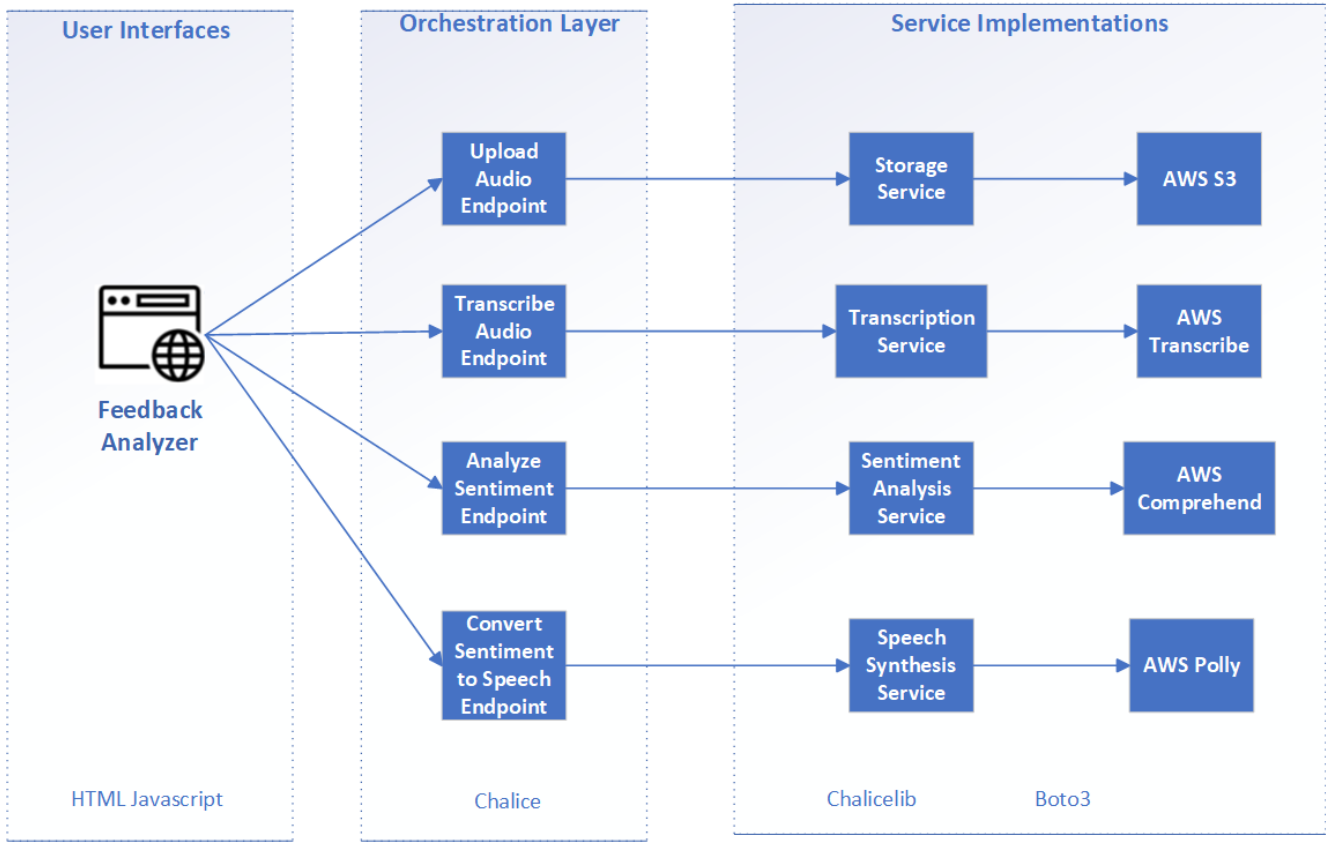 User Interfaces
Orchestration Layer
Service Implementations
Upload
Audio
Endpoint
Storage
Service
AWS S3
Transcribe
Audio
Endpoint
Transcription
Service
AWS
Transcribe
Feedback
Analyzer
Analyze
Sentiment
Endpoint
Sentiment
Analysis
Service
AWS
Comprehend
Convert
Sentiment
to Speech
Endpoint
Speech
Synthesis
Service
AWS Polly
HTML Javascript
Chalice
Chalicelib
Boto3